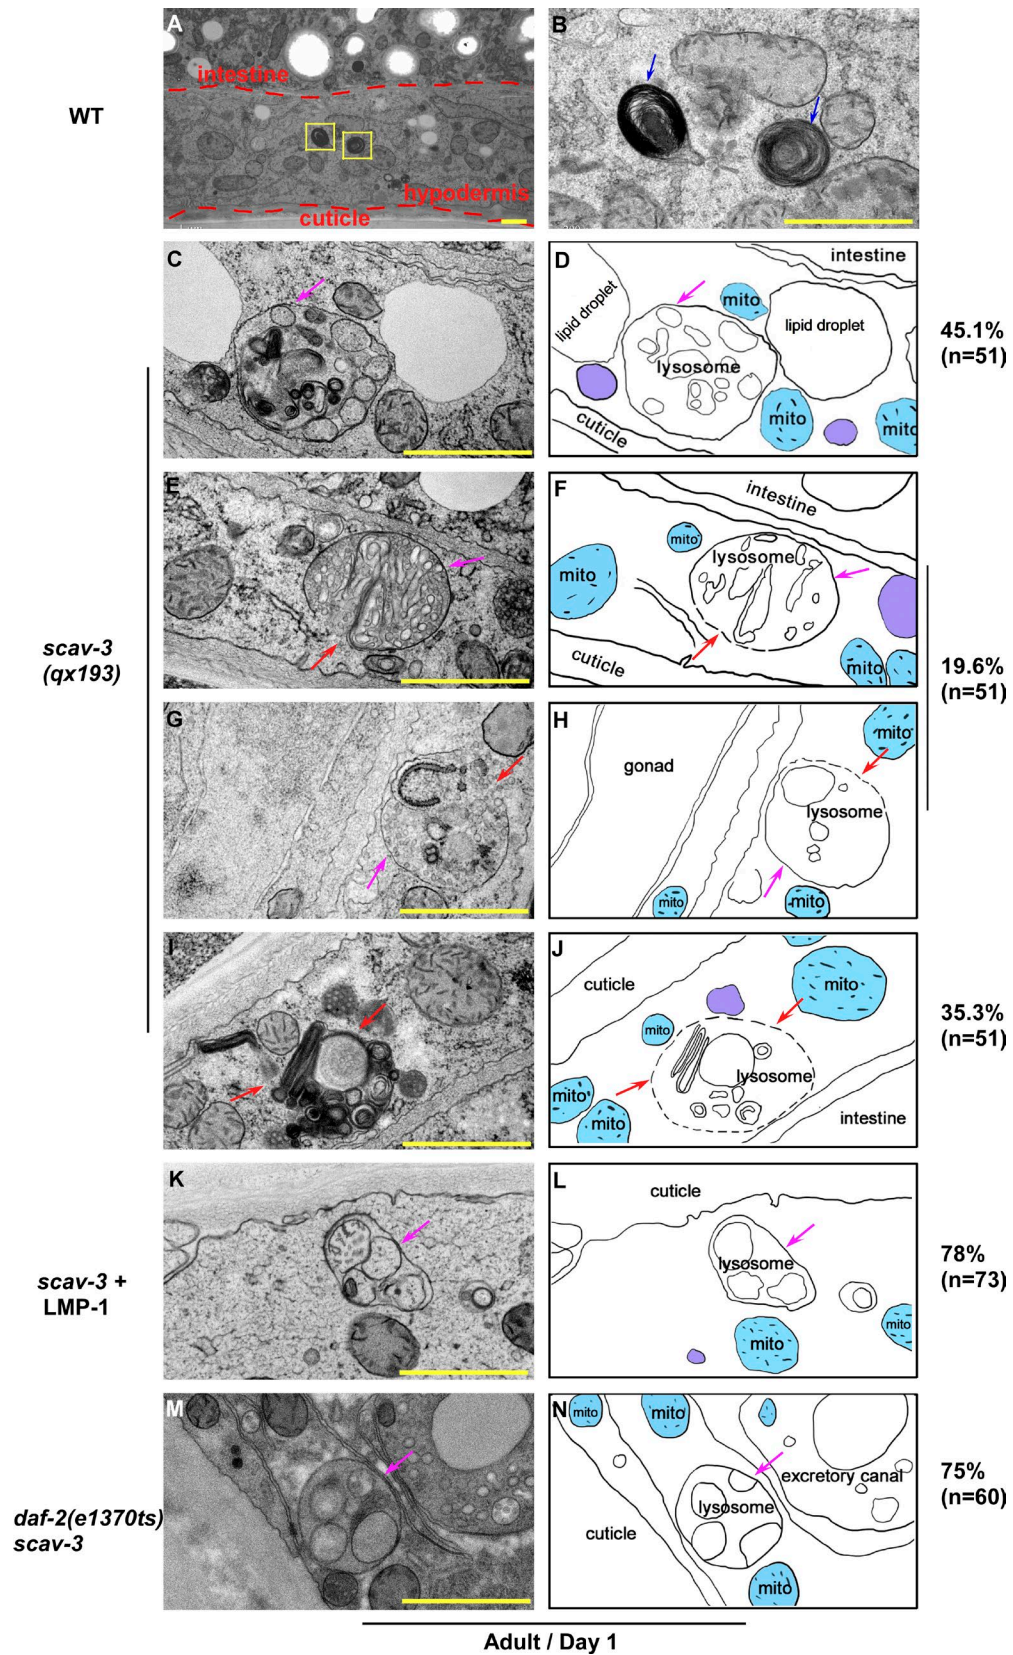 A
B
intestine
WT
hypodermis
cuticle
C
D
intestine
mito
lipid droplet
lipid droplet
lysosome
mito
mito
cuticle
45.1%
(n=51)
E
F
intestine
mito
lysosome
mito
cuticle
mito
scav-3
(qx193)
19.6%
(n=51)
G
H
mito
gonad
lysosome
mito
mito
I
J
cuticle
mito
mito
lysosome
mito
mito
intestine
35.3%
(n=51)
K
L
cuticle
lysosome
mito
mito
scav-3 +
LMP-1
78%
(n=73)
M
N
mito
mito
excretory canal
lysosome
cuticle
mito
daf-2(e1370ts)
scav-3
75%
(n=60)
Adult / Day 1